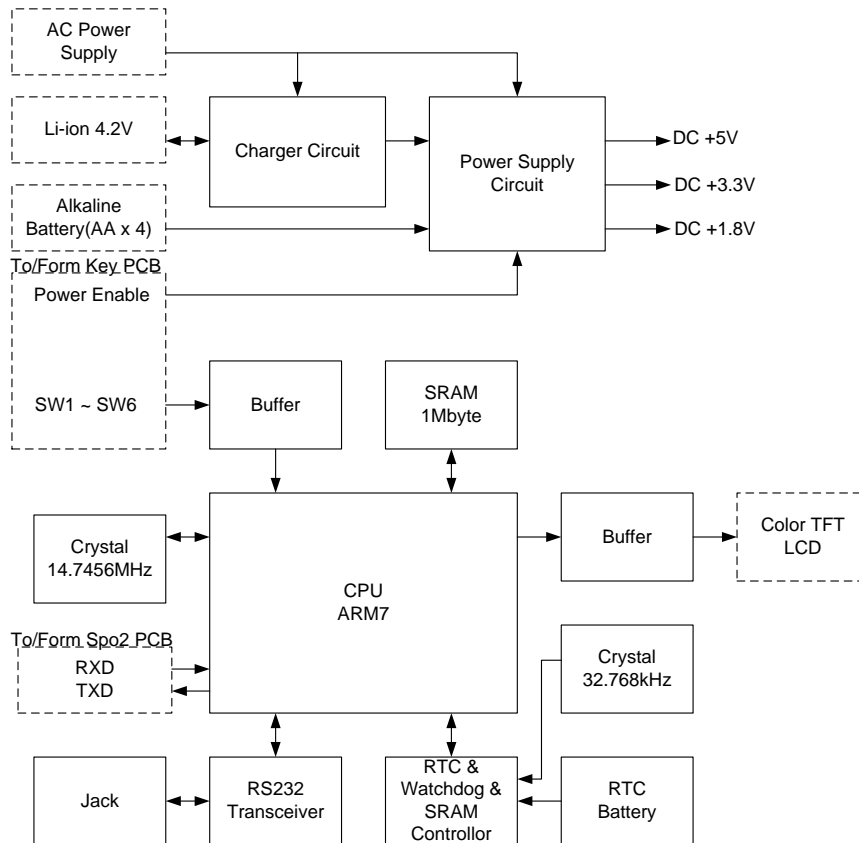 AC Power
Supply
Li-ion 4.2V
Charger Circuit
Power Supply
Circuit
DC +5V
DC +3.3V
DC +1.8V
Alkaline
Battery(AA x 4)
To/Form Key PCB
Power Enable
SW1 ~ SW6
Buffer
SRAM
1Mbyte
Crystal
14.7456MHz
CPU
ARM7
Buffer
Color TFT
LCD
To/Form Spo2 PCB
RXD
TXD
Crystal
32.768kHz
Jack
RS232
Transceiver
RTC &
Watchdog &
SRAM
Controllor
RTC
Battery